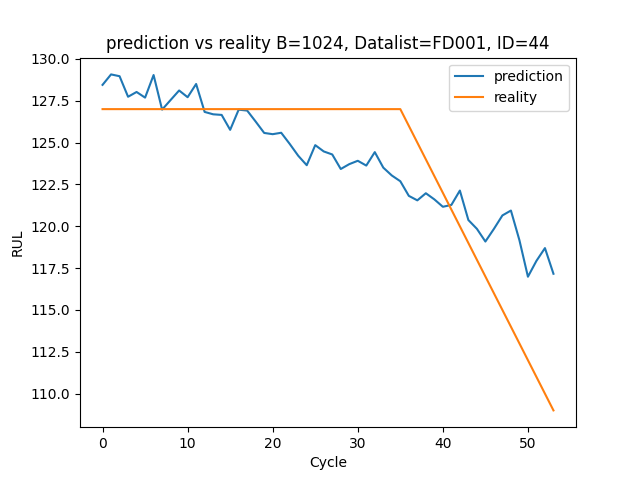 prediction vs reality B=1024, Datalist=FD001, ID=44
prediction
reality
RUL
130.0
127.5
125.0
122.5
120.0
117.5
115.0
112.5
110.0
0 10 20 30 40 50
Cycle